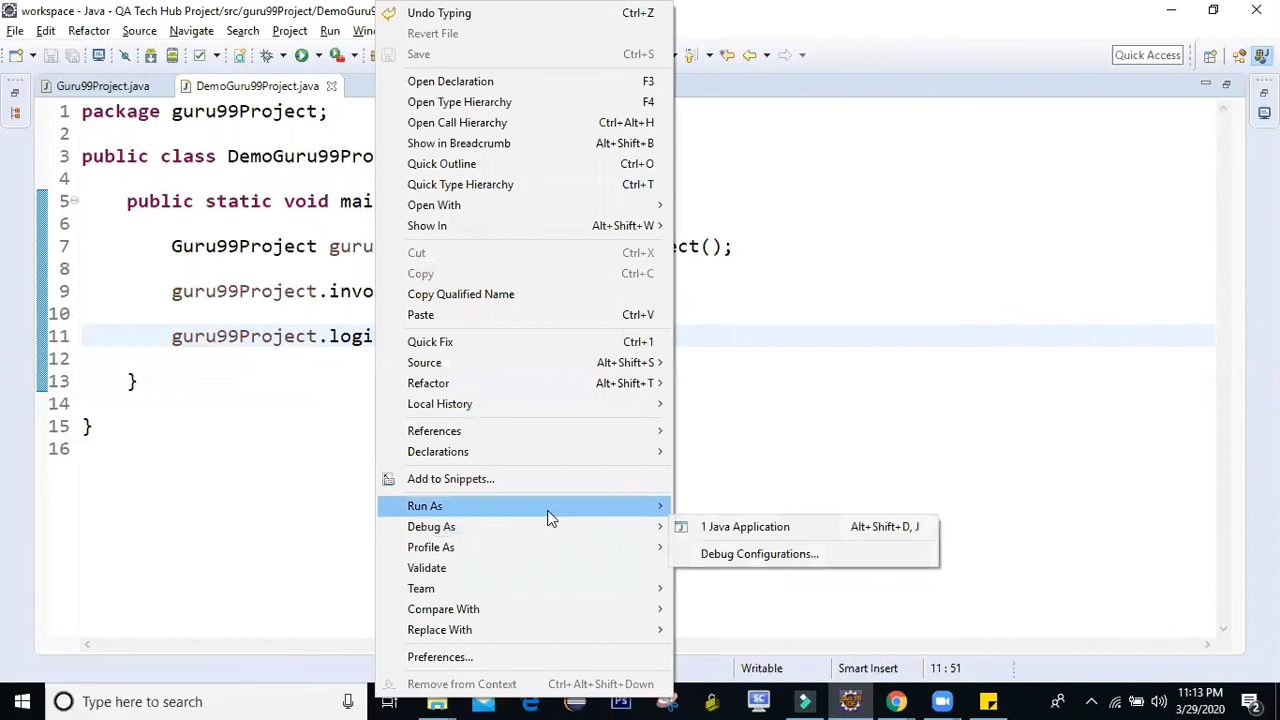 workspace - Java - QA Tech Hub Project/src/guru99Project/Demo
File Edit Refactor Source Navigate Search Project Run
Quick Access
Guru99Project.java
DemoGuru99Project.java
1 package guru99Project;
2
3 public class DemoGuru99Pro
4
5 public static void mai
6
7 Guru99Project guru ect();
8
9 guru99Project.invo
10
11 guru99Project.logi
12
13 }
14
15 }
16
Undo Typing Ctrl+Z
Revert File
Save Ctrl+S
Open Declaration F3
Open Type Hierarchy F4
Open Call Hierarchy Ctrl+Alt+H
Show in Breadcrumb Alt+Shift+B
Quick Outline Ctrl+O
Quick Type Hierarchy Ctrl+T
Open With
Show In Alt+Shift+W
Cut Ctrl+X
Copy Ctrl+C
Copy Qualified Name
Paste Ctrl+V
Quick Fix Ctrl+1
Source Alt+Shift+S
Refactor Alt+Shift+T
Local History
References
Declarations
Add to Snippets...
Run As
Debug As
Profile As
Validate
Team
Compare With
Replace With
Preferences...
Remove from Context Ctrl+Alt+Shift+Down
1 Java Application Alt+Shift+D, J
Debug Configurations...
Writable Smart Insert 11 : 51
Type here to search
Ps
SC
11:13 PM
3/29/2020
2